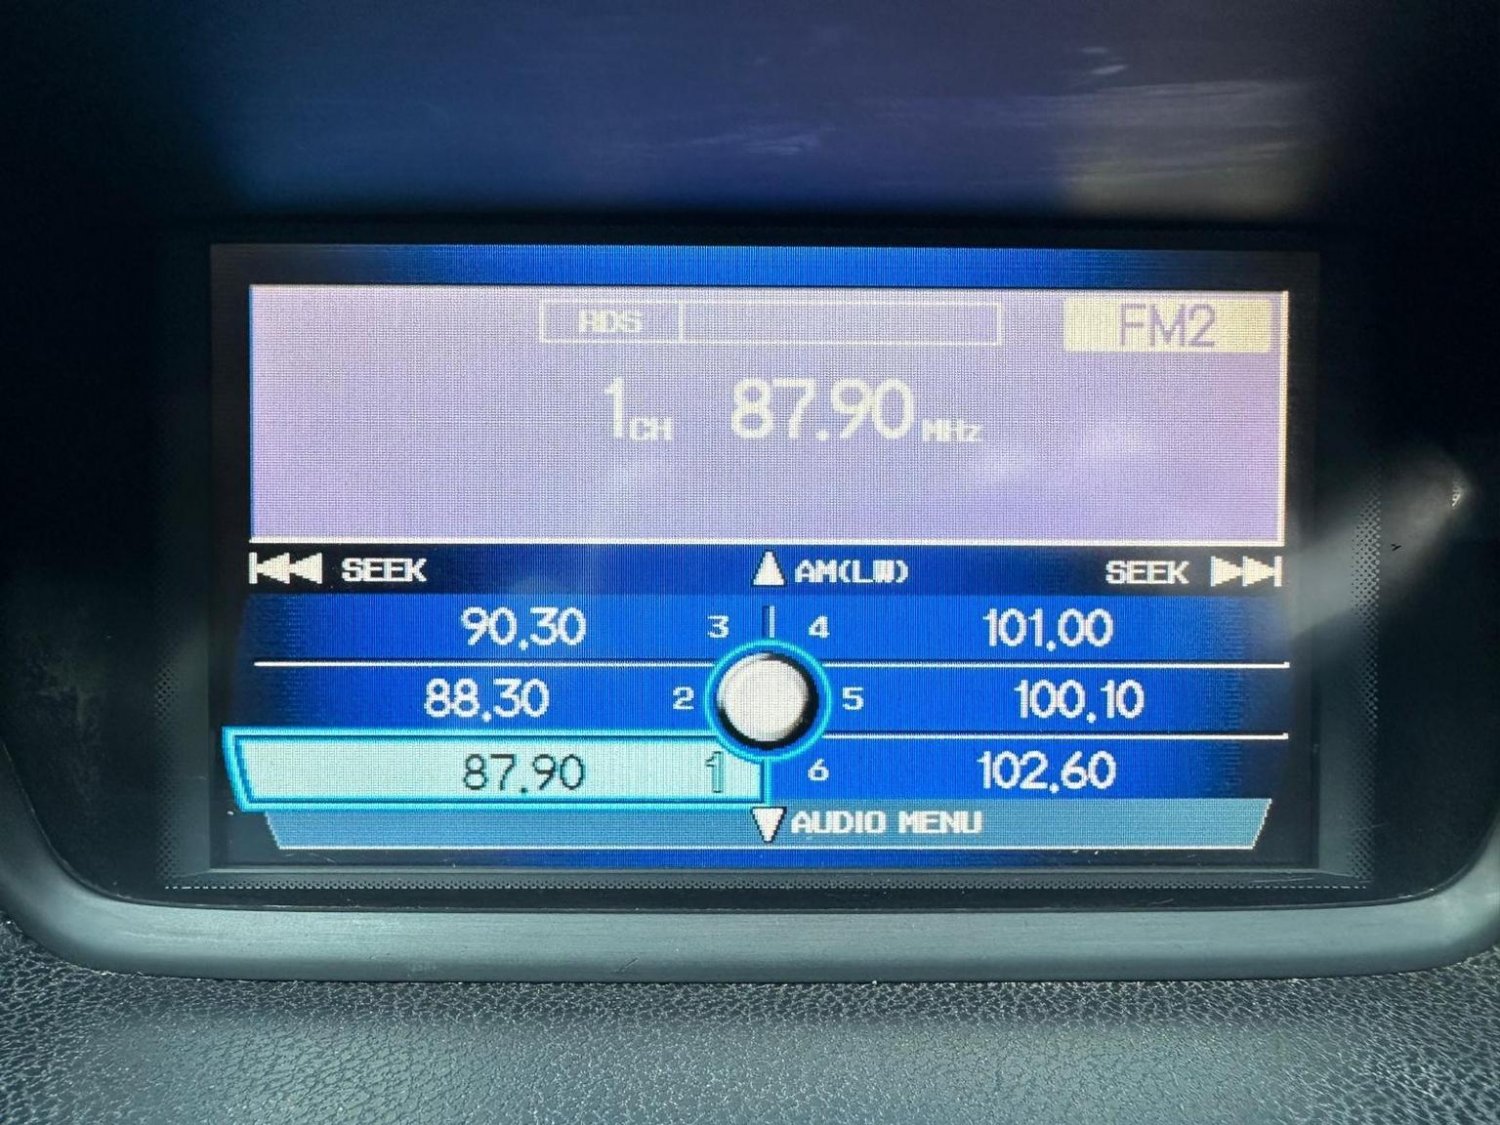 RDS FM2
1CH 87.90MHz
SEEK AM(LW) SEEK
90.30 3 4 101.00
88.30 2 5 100.10
87.90 1 6 102.60
AUDIO MENU